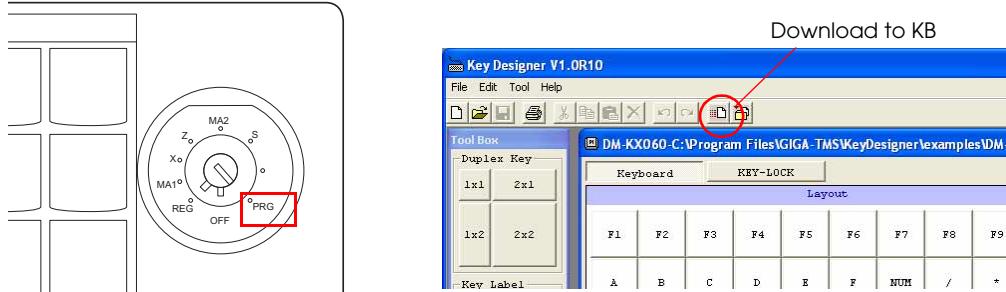 MA2
Z
S
X
MA1
REG
OFF
PRG
Download to KB
Key Designer V1.0R10
File Edit Tool Help
Tool Box
DM-KX060-C:\Program Files\GIGA-TMS\KeyDesigner\examples\DM-
Duplex Key
Keyboard KEY-LOCK
1x1 2x1
Layout
1x2 2x2
F1 F2 F3 F4 F5 F6 F7 F8 F9
Key Label
A B C D E F NUM / *